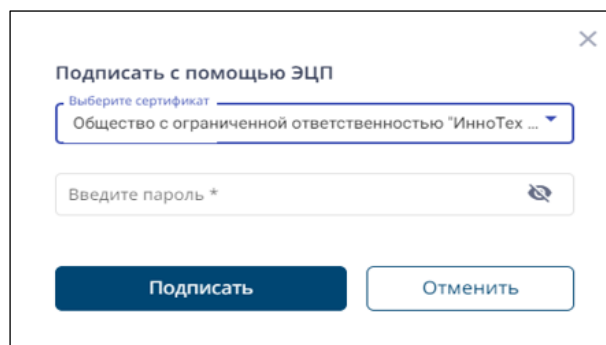 Подписать с помощью ЭЦП
Выберите сертификат
Общество с ограниченной ответственностью "ИнноТех ...
Введите пароль *
Подписать
Отменить